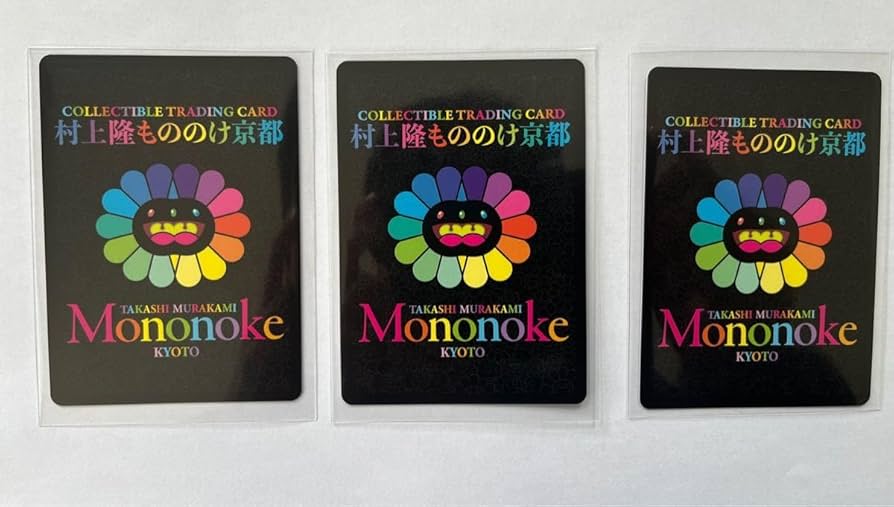 COLLECTIBLE TRADING CARD
村上隆もののけ京都
TAKASHI MURAKAMI
Mononoke
KYOTO
COLLECTIBLE TRADING CARD
村上隆もののけ京都
TAKASHI MURAKAMI
Mononoke
KYOTO
COLLECTIBLE TRADING CARD
村上隆もののけ京都
TAKASHI MURAKAMI
Mononoke
KYOTO